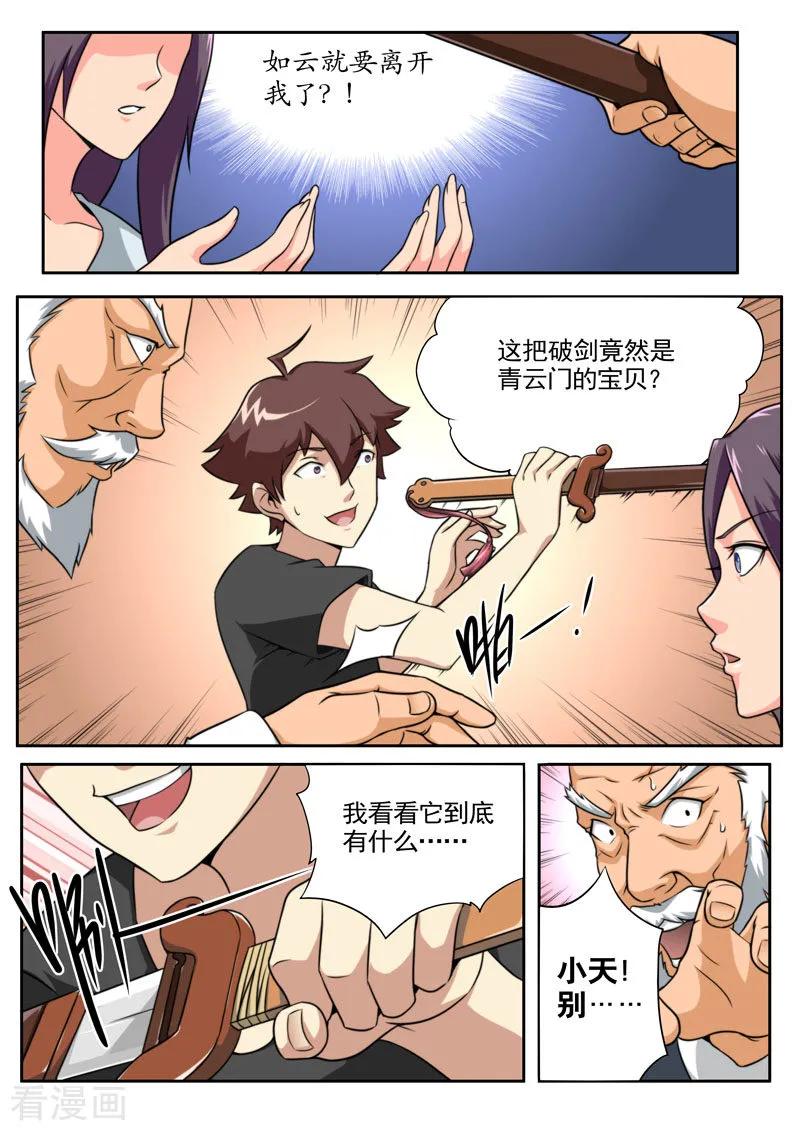 如云就要离开
我了？！
这把破剑竟然是
青云门的宝贝？
啪—！
我看看它到底
有什么……
唰—
小天！
别……
看漫画